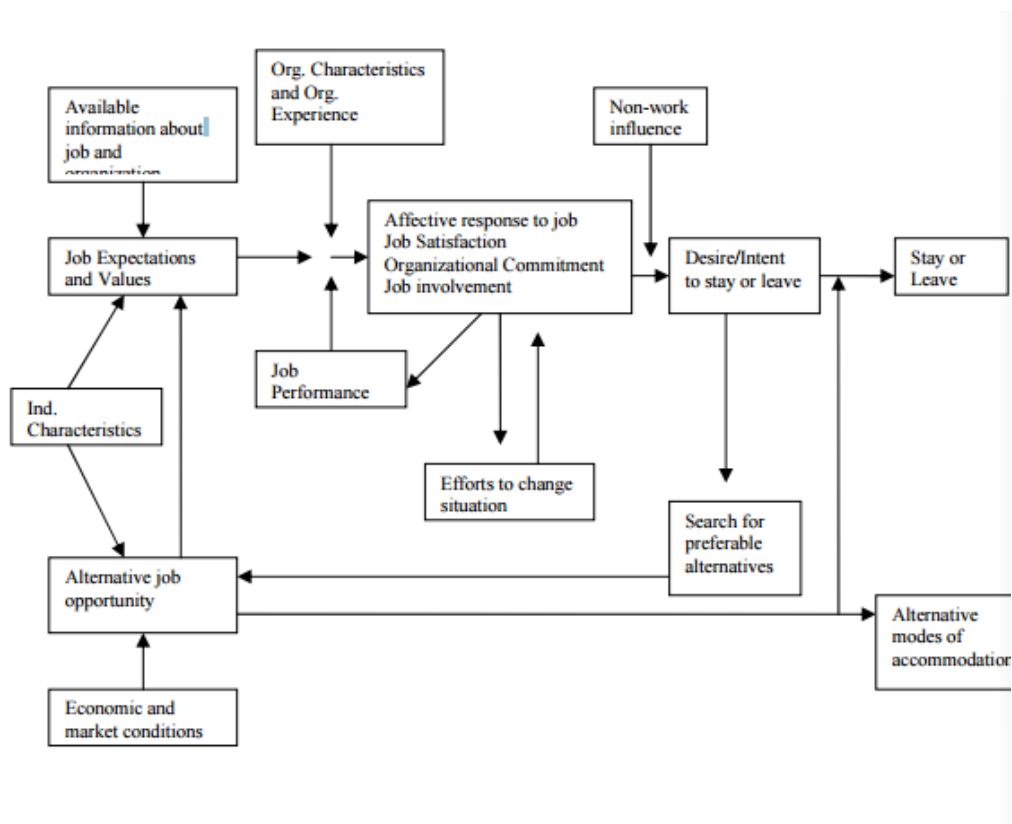 Org. Characteristics
and Org.
Experience
Available
information about
job and
organization
Non-work
influence
Affective response to job
Job Satisfaction
Organizational Commitment
Job involvement
Job Expectations
and Values
Desire/Intent
to stay or leave
Stay or
Leave
Job
Performance
Ind.
Characteristics
Efforts to change
situation
Search for
preferable
alternatives
Alternative job
opportunity
Alternative
modes of
accommodation
Economic and
market conditions